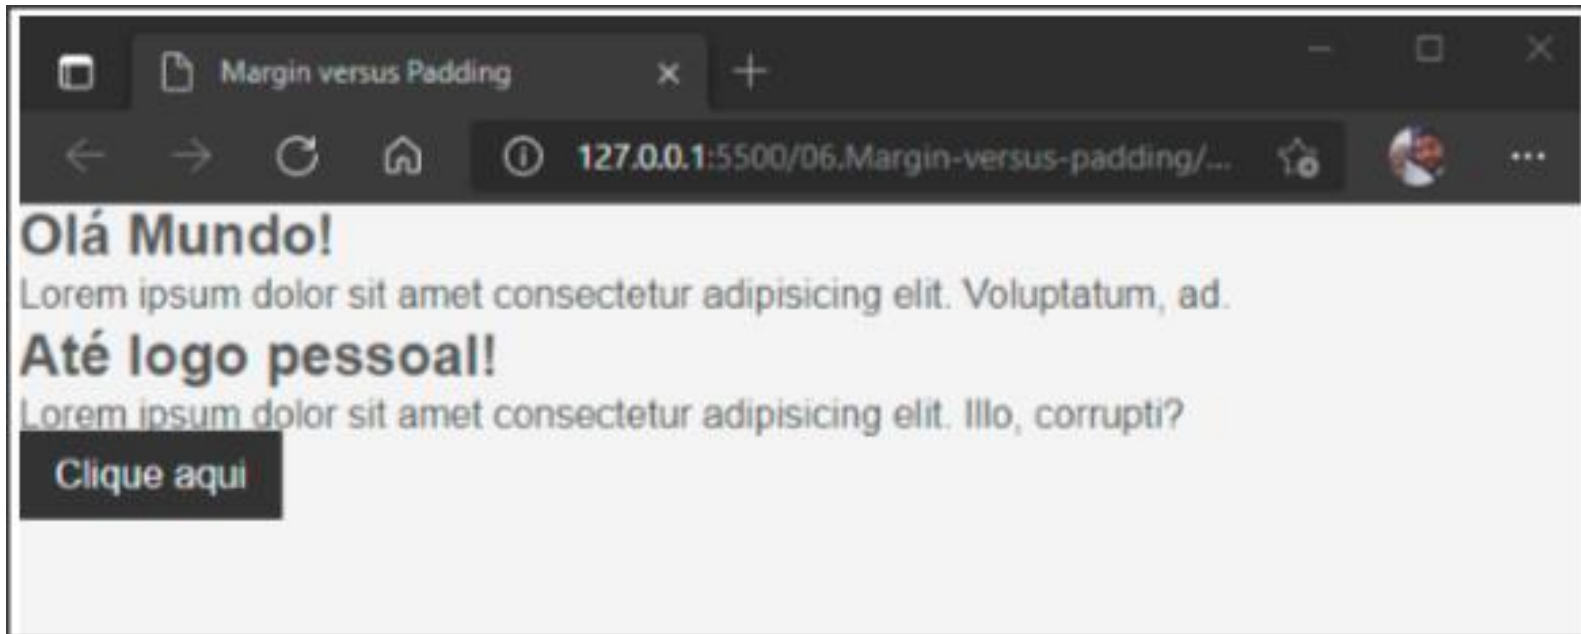 Margin versus Padding
127.0.0.1:5500/06.Margin-versus-padding/...
Olá Mundo!
Lorem ipsum dolor sit amet consectetur adipisicing elit. Voluptatum, ad.
Até logo pessoal!
Lorem ipsum dolor sit amet consectetur adipisicing elit. Illo, corrupti?
Clique aqui